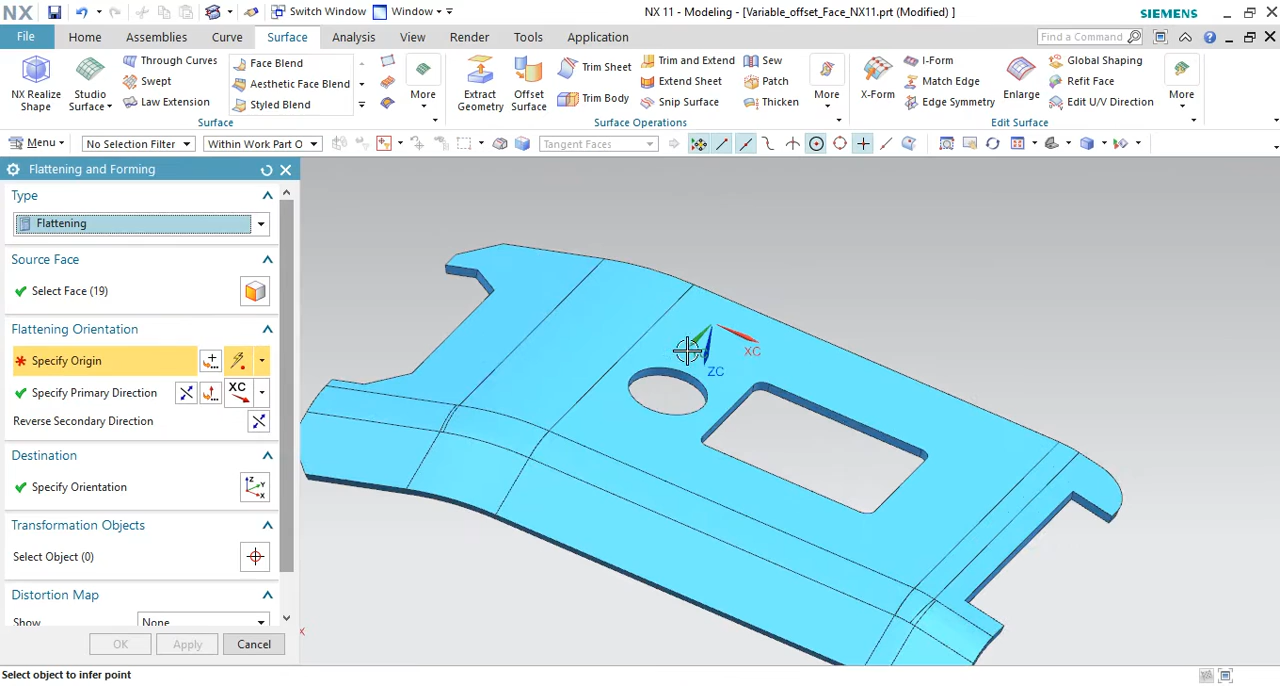 NX Switch Window Window NX 11 - Modeling - [Variable_offset_Face_NX11.prt (Modified) ] SIEMENS
File Home Assemblies Curve Surface Analysis View Render Tools Application Find a Command
NX Realize Shape
Studio Surface
Through Curves
Swept
Law Extension
Face Blend
Aesthetic Face Blend
Styled Blend
More
Surface
Extract Geometry
Offset Surface
Trim Sheet
Trim Body
Trim and Extend
Extend Sheet
Snip Surface
Sew
Patch
Thicken
More
Surface Operations
X-Form
I-Form
Match Edge
Edge Symmetry
Enlarge
Global Shaping
Refit Face
Edit U/V Direction
More
Edit Surface
Menu No Selection Filter Within Work Part O Tangent Faces
Flattening and Forming
Type
Flattening
Source Face
Select Face (19)
Flattening Orientation
* Specify Origin
Specify Primary Direction XC
Reverse Secondary Direction
Destination
Specify Orientation
Transformation Objects
Select Object (0)
Distortion Map
Show None
OK Apply Cancel
XC
ZC
X
Select object to infer point